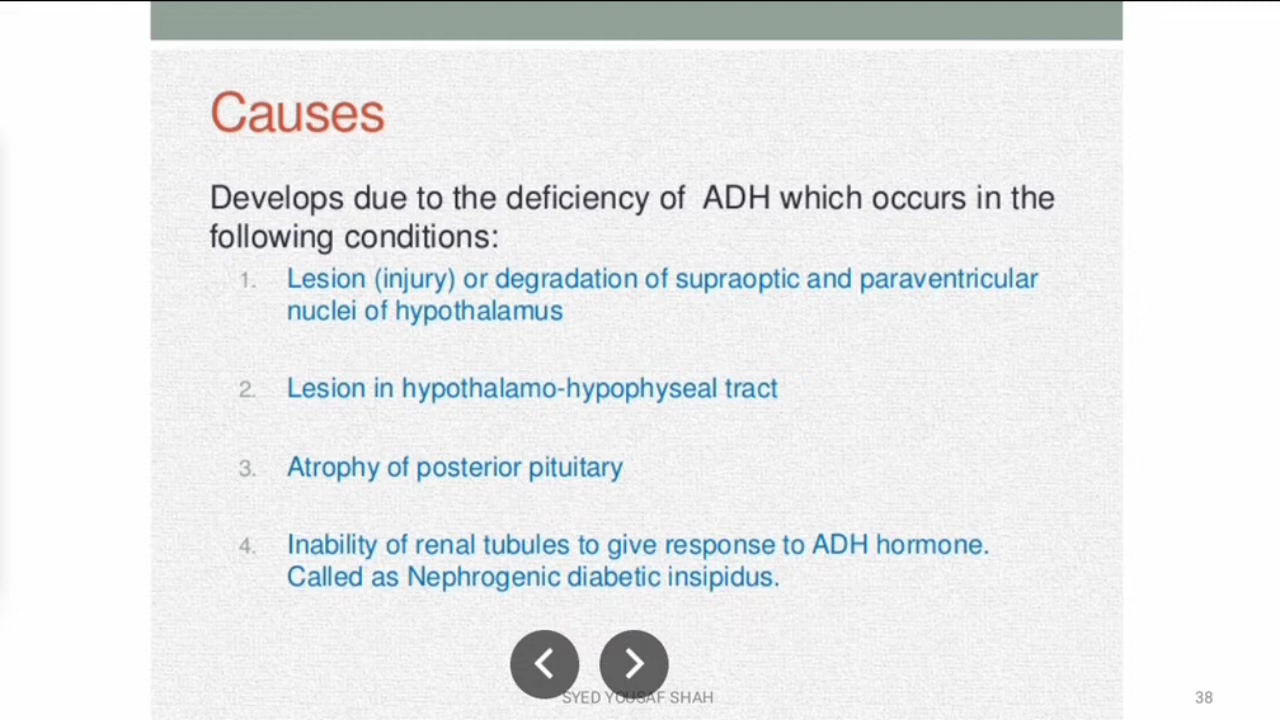 Causes
Develops due to the deficiency of ADH which occurs in the
following conditions:
1. Lesion (injury) or degradation of supraoptic and paraventricular
nuclei of hypothalamus
2. Lesion in hypothalamo-hypophyseal tract
3. Atrophy of posterior pituitary
4. Inability of renal tubules to give response to ADH hormone.
Called as Nephrogenic diabetic insipidus.
SYED YOUSAF SHAH
38